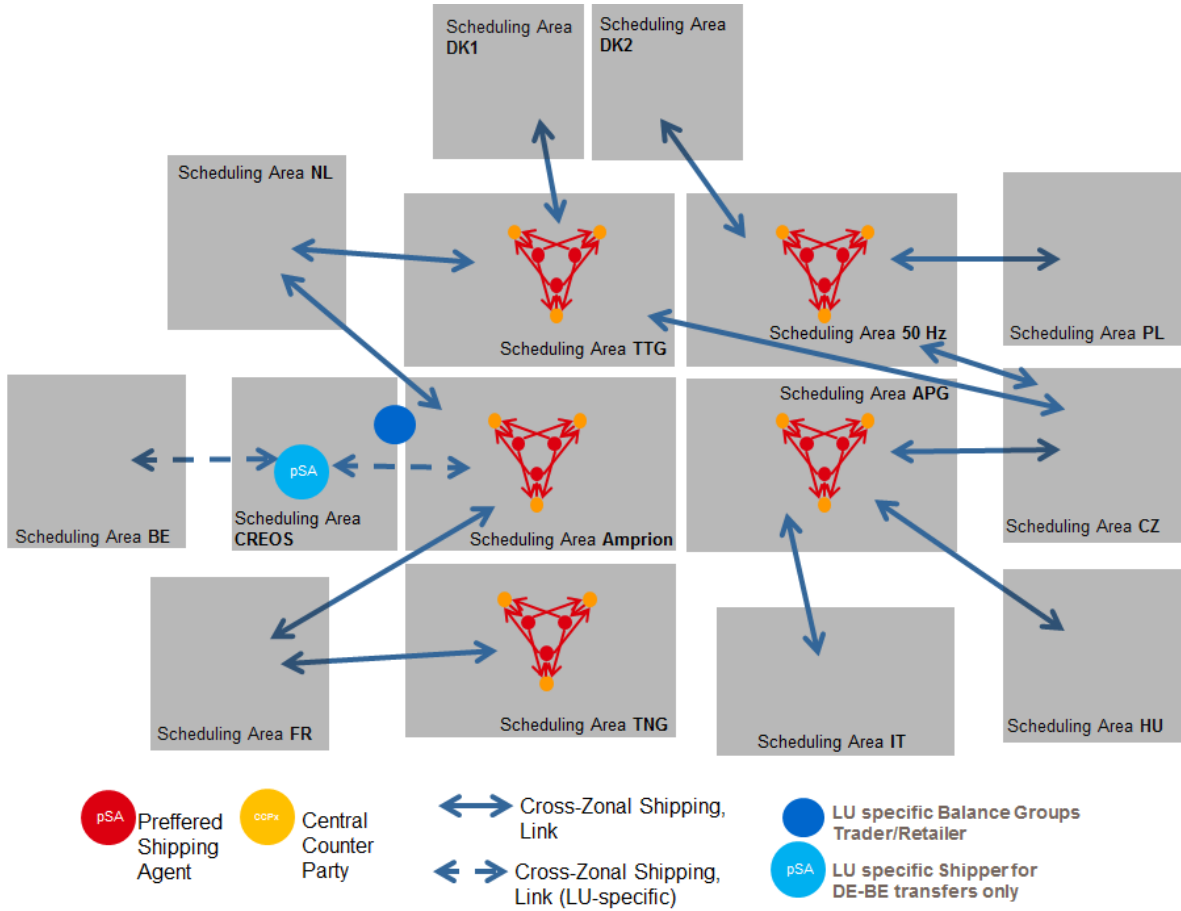 Scheduling Area
DK1
Scheduling Area
DK2
Scheduling Area NL
Scheduling Area TTG
Scheduling Area 50 Hz
Scheduling Area PL
Scheduling Area APG
pSA
Scheduling Area BE
Scheduling Area
CREOS
Scheduling Area Amprion
Scheduling Area CZ
Scheduling Area FR
Scheduling Area TNG
Scheduling Area IT
Scheduling Area HU
pSA
Preffered
Shipping
Agent
CCPx
Central
Counter
Party
Cross-Zonal Shipping,
Link
Cross-Zonal Shipping,
Link (LU-specific)
LU specific Balance Groups
Trader/Retailer
pSA
LU specific Shipper for
DE-BE transfers only